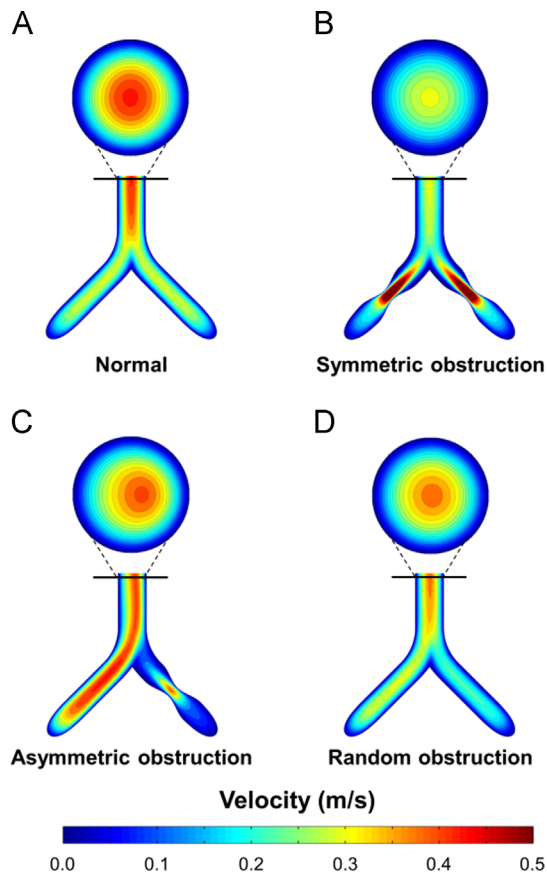 A B
Normal Symmetric obstruction
C D
Asymmetric obstruction Random obstruction
Velocity (m/s)
0.0 0.1 0.2 0.3 0.4 0.5